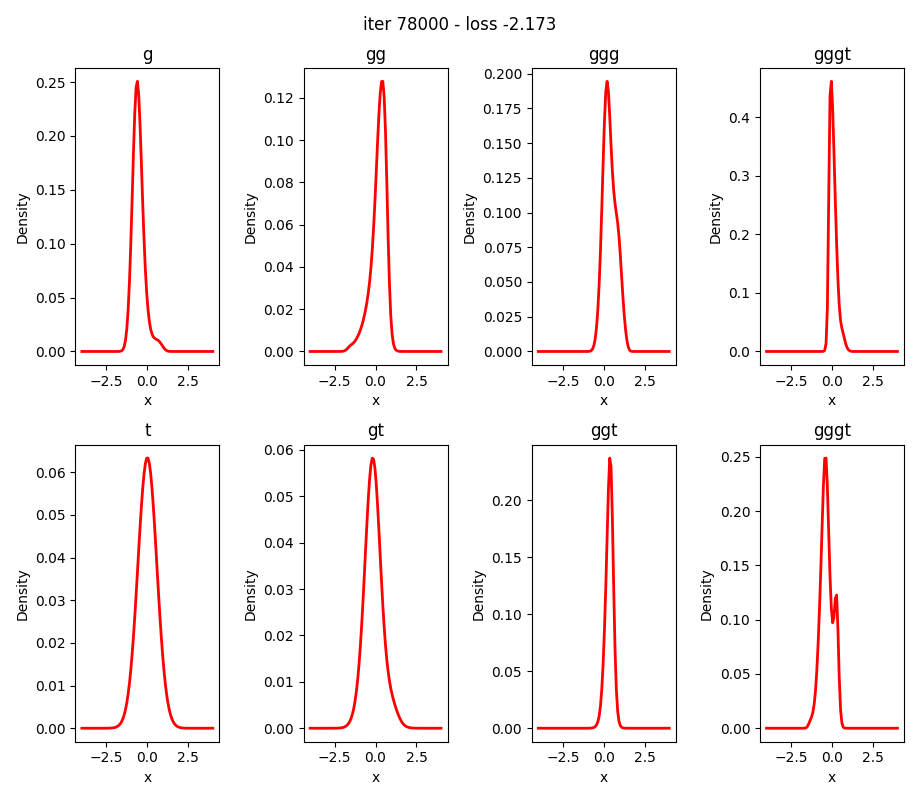 iter 78000 - loss -2.173
g
gg
ggg
gggt
0.25
0.20
0.15
0.10
0.05
0.00
Density
−2.5 0.0 2.5
x
0.12
0.10
0.08
0.06
0.04
0.02
0.00
Density
−2.5 0.0 2.5
x
0.200
0.175
0.150
0.125
0.100
0.075
0.050
0.025
0.000
Density
−2.5 0.0 2.5
x
0.4
0.3
0.2
0.1
0.0
Density
−2.5 0.0 2.5
x
t
gt
ggt
gggt
0.06
0.05
0.04
0.03
0.02
0.01
0.00
Density
−2.5 0.0 2.5
x
0.06
0.05
0.04
0.03
0.02
0.01
0.00
Density
−2.5 0.0 2.5
x
0.20
0.15
0.10
0.05
0.00
Density
−2.5 0.0 2.5
x
0.25
0.20
0.15
0.10
0.05
0.00
Density
−2.5 0.0 2.5
x